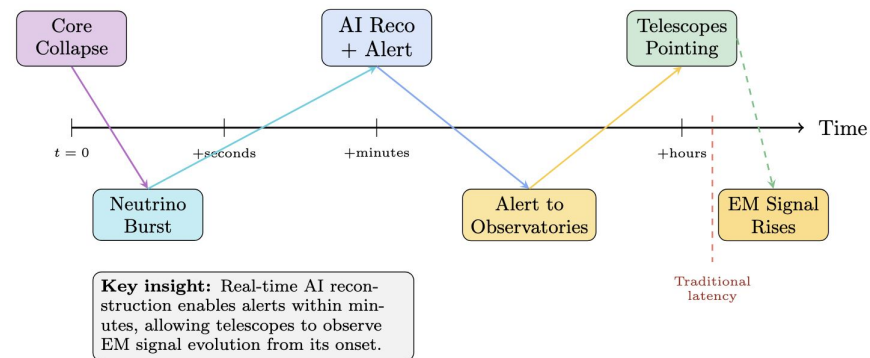 Core
Collapse
AI Reco
+ Alert
Telescopes
Pointing
Time
t = 0
+seconds
+minutes
+hours
Neutrino
Burst
Alert to
Observatories
EM Signal
Rises
Traditional
latency
Key insight: Real-time AI recon-
struction enables alerts within min-
utes, allowing telescopes to observe
EM signal evolution from its onset.